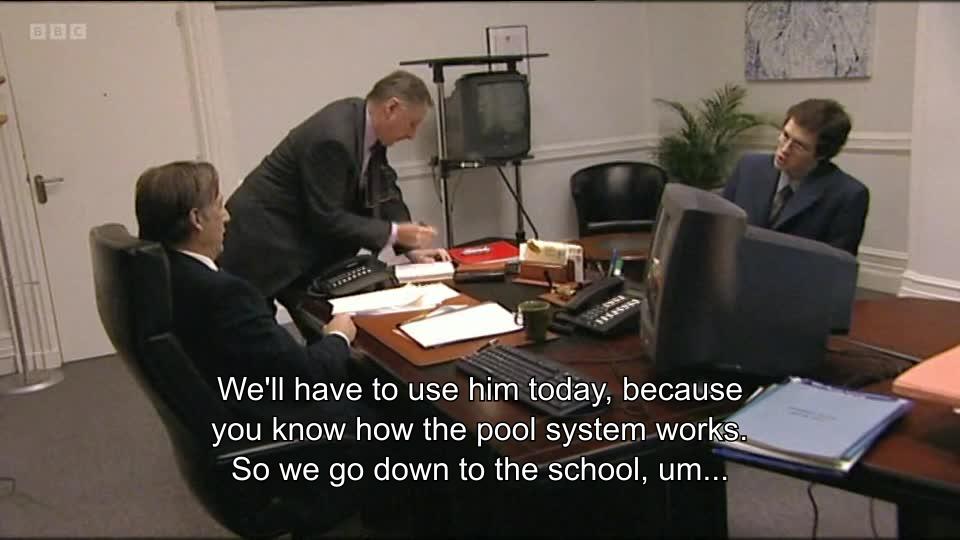 BBC
We'll have to use him today, because
you know how the pool system works.
So we go down to the school, um...